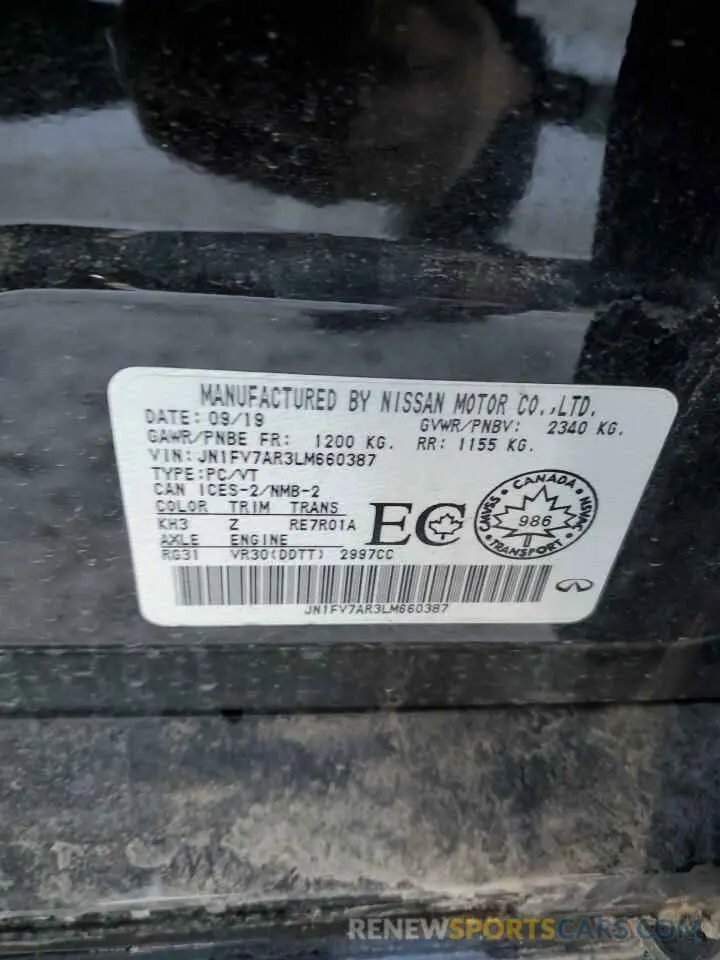 MANUFACTURED BY NISSAN MOTOR CO.,LTD.
DATE: 09/19 GVWR/PNBV: 2340 KG.
GAWR/PNBE FR: 1200 KG. RR: 1155 KG.
VIN: JN1FV7AR3LM660387
TYPE:PC/VT
CAN ICES-2/NMB-2
COLOR TRIM TRANS
KH3 Z RE7R01A
AXLE ENGINE
RG31 VR30(DDTT) 2997CC
EC
CANADA
CMVSS 986 NSVAC
TRANSPORT
JN1FV7AR3LM660387
RENEWSPORTSCARS.COM